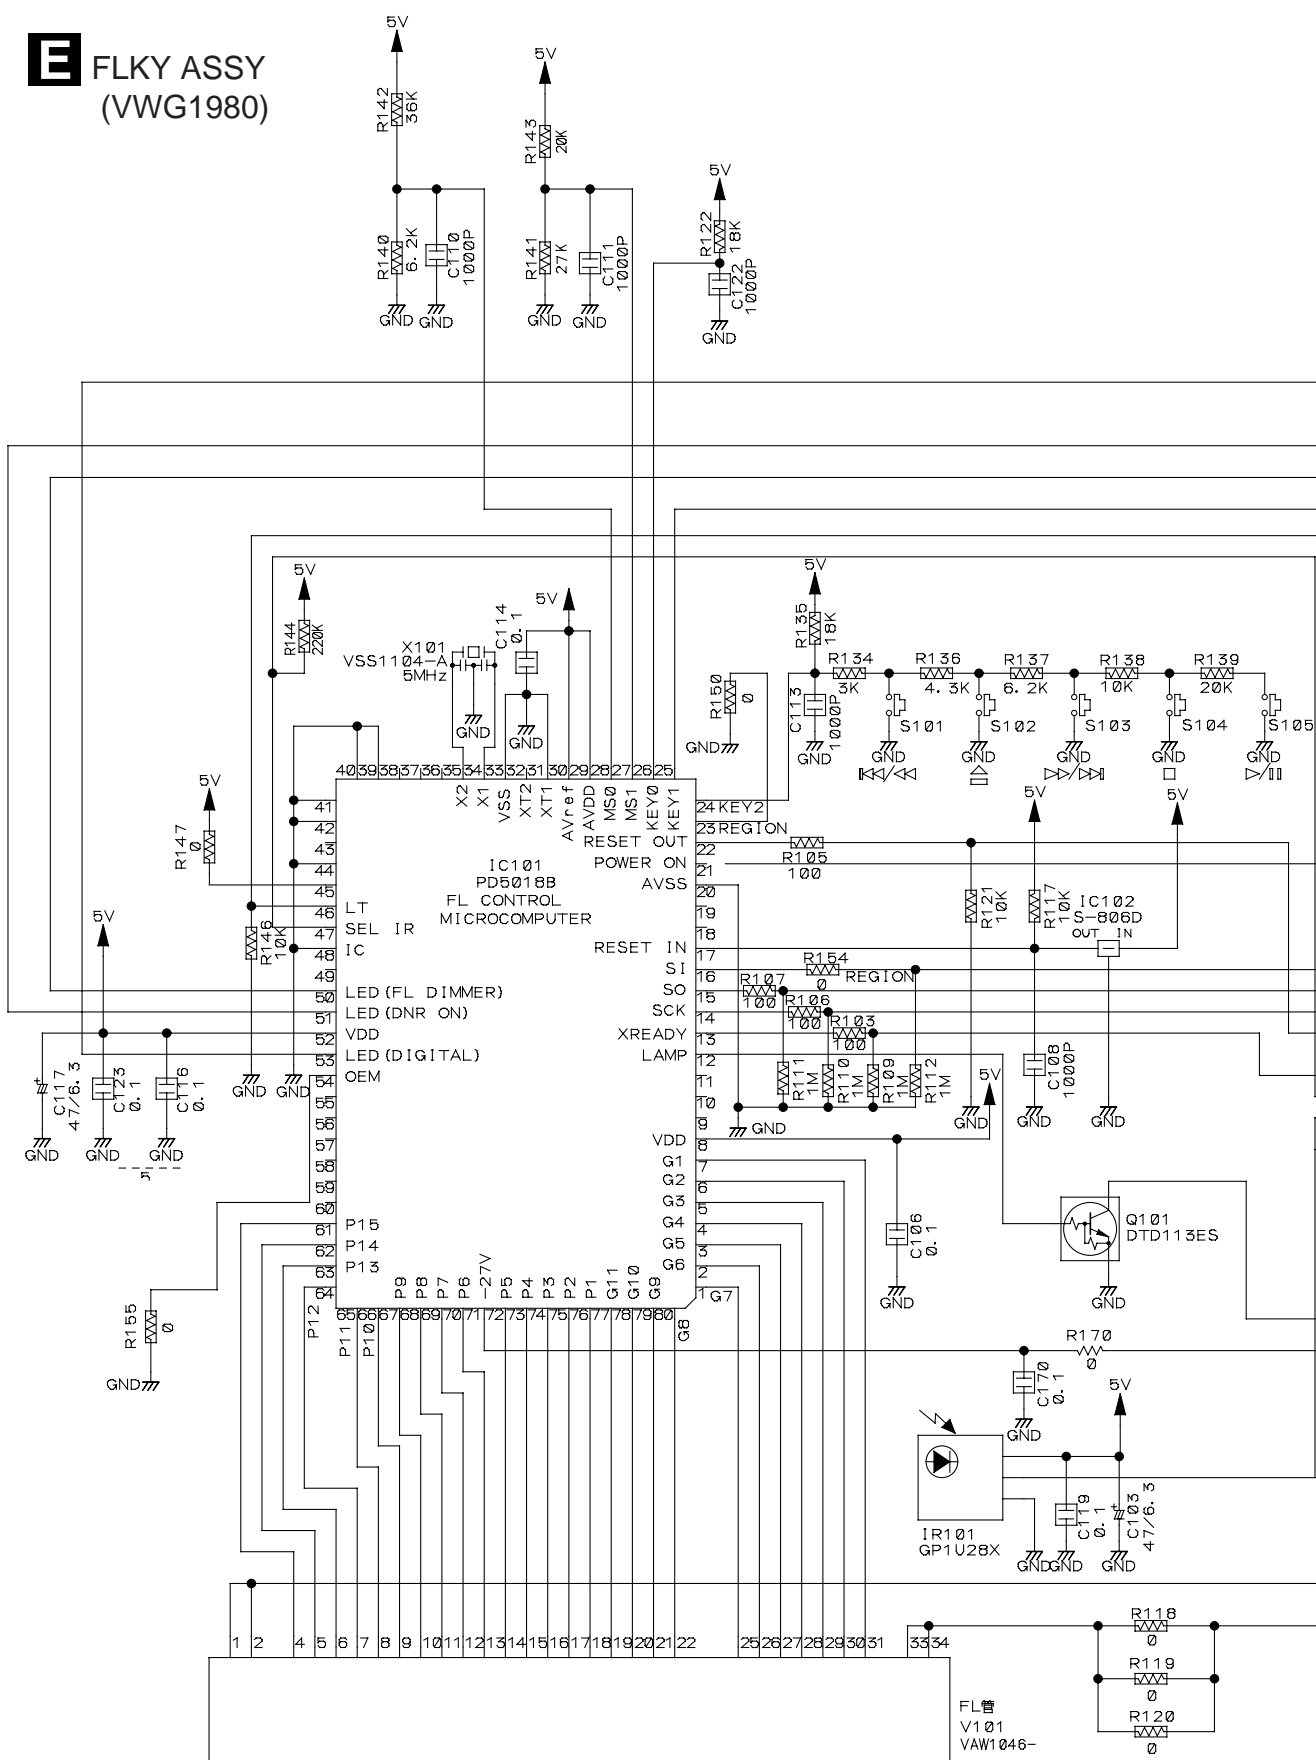 E FLKY ASSY
(VWG1980)
5V
R142
36K
5V
R143
20K
5V
R140
6.2K
C110
1000P
R141
27K
C111
1000P
R122
18K
C122
1000P
GND
GND
GND
GND
GND
5V
R144
220K
X101
VSS1104-A
5MHz
C114
0.1
5V
GND
GND
5V
R135
18K
R150
0
GND
C113
1000P
R134
3K
R136
4.3K
R137
6.2K
R138
10K
R139
20K
S101
S102
S103
S104
S105
GND
GND
GND
GND
GND
GND
40 39 38 37 36 35 34 33 32 31 30 29 28 27 26 25
X2
X1
VSS
XT2
XT1
AVref
AVDD
MS0
MS1
KEY0
KEY1
5V
R147
0
41
42
43
44
45
46
47
48
49
50
51
52
53
54
55
56
57
58
59
60
61
62
63
64
LT
SEL IR
IC
LED(FL DIMMER)
LED(DNR ON)
VDD
LED(DIGITAL)
OEM
P15
P14
P13
P12
IC101
PD5018B
FL CONTROL
MICROCOMPUTER
24 KEY2
23 REGION
RESET OUT 22
POWER ON 21
AVSS 20
19
18
RESET IN 17
SI 16
SO 15
SCK 14
XREADY 13
LAMP 12
11
10
9
VDD 8
G1 7
G2 6
G3 5
G4 4
G5 3
G6 2
1 G7
R105
100
R121
10K
5V
5V
R117
10K
IC102
S-806D
OUT IN
R154
0
REGION
R107
100
R106
100
R103
100
R111
1M
R110
1M
R109
1M
R112
1M
5V
C108
1000P
GND
GND
GND
GND
R146
10K
5V
C117
47/6.3
C123
0.1
C116
0.1
GND
GND
GND
GND
GND
C106
0.1
GND
Q101
DTD113ES
GND
R155
0
GND
P9
P8
P7
P6
-27V
P5
P4
P3
P2
P1
G11
G10
G9
P11
P10
G8
65 66 67 68 69 70 71 72 73 74 75 76 77 78 79 80
R170
0
C170
0.1
GND
5V
IR101
GP1U28X
C119
0.1
C103
47/6.3
GND
GND
GND
1 2 4 5 6 7 8 9 10 11 12 13 14 15 16 17 18 19 20 21 22 25 26 27 28 29 30 31 33 34
R118
0
R119
0
R120
0
FL管
V101
VAW1046-